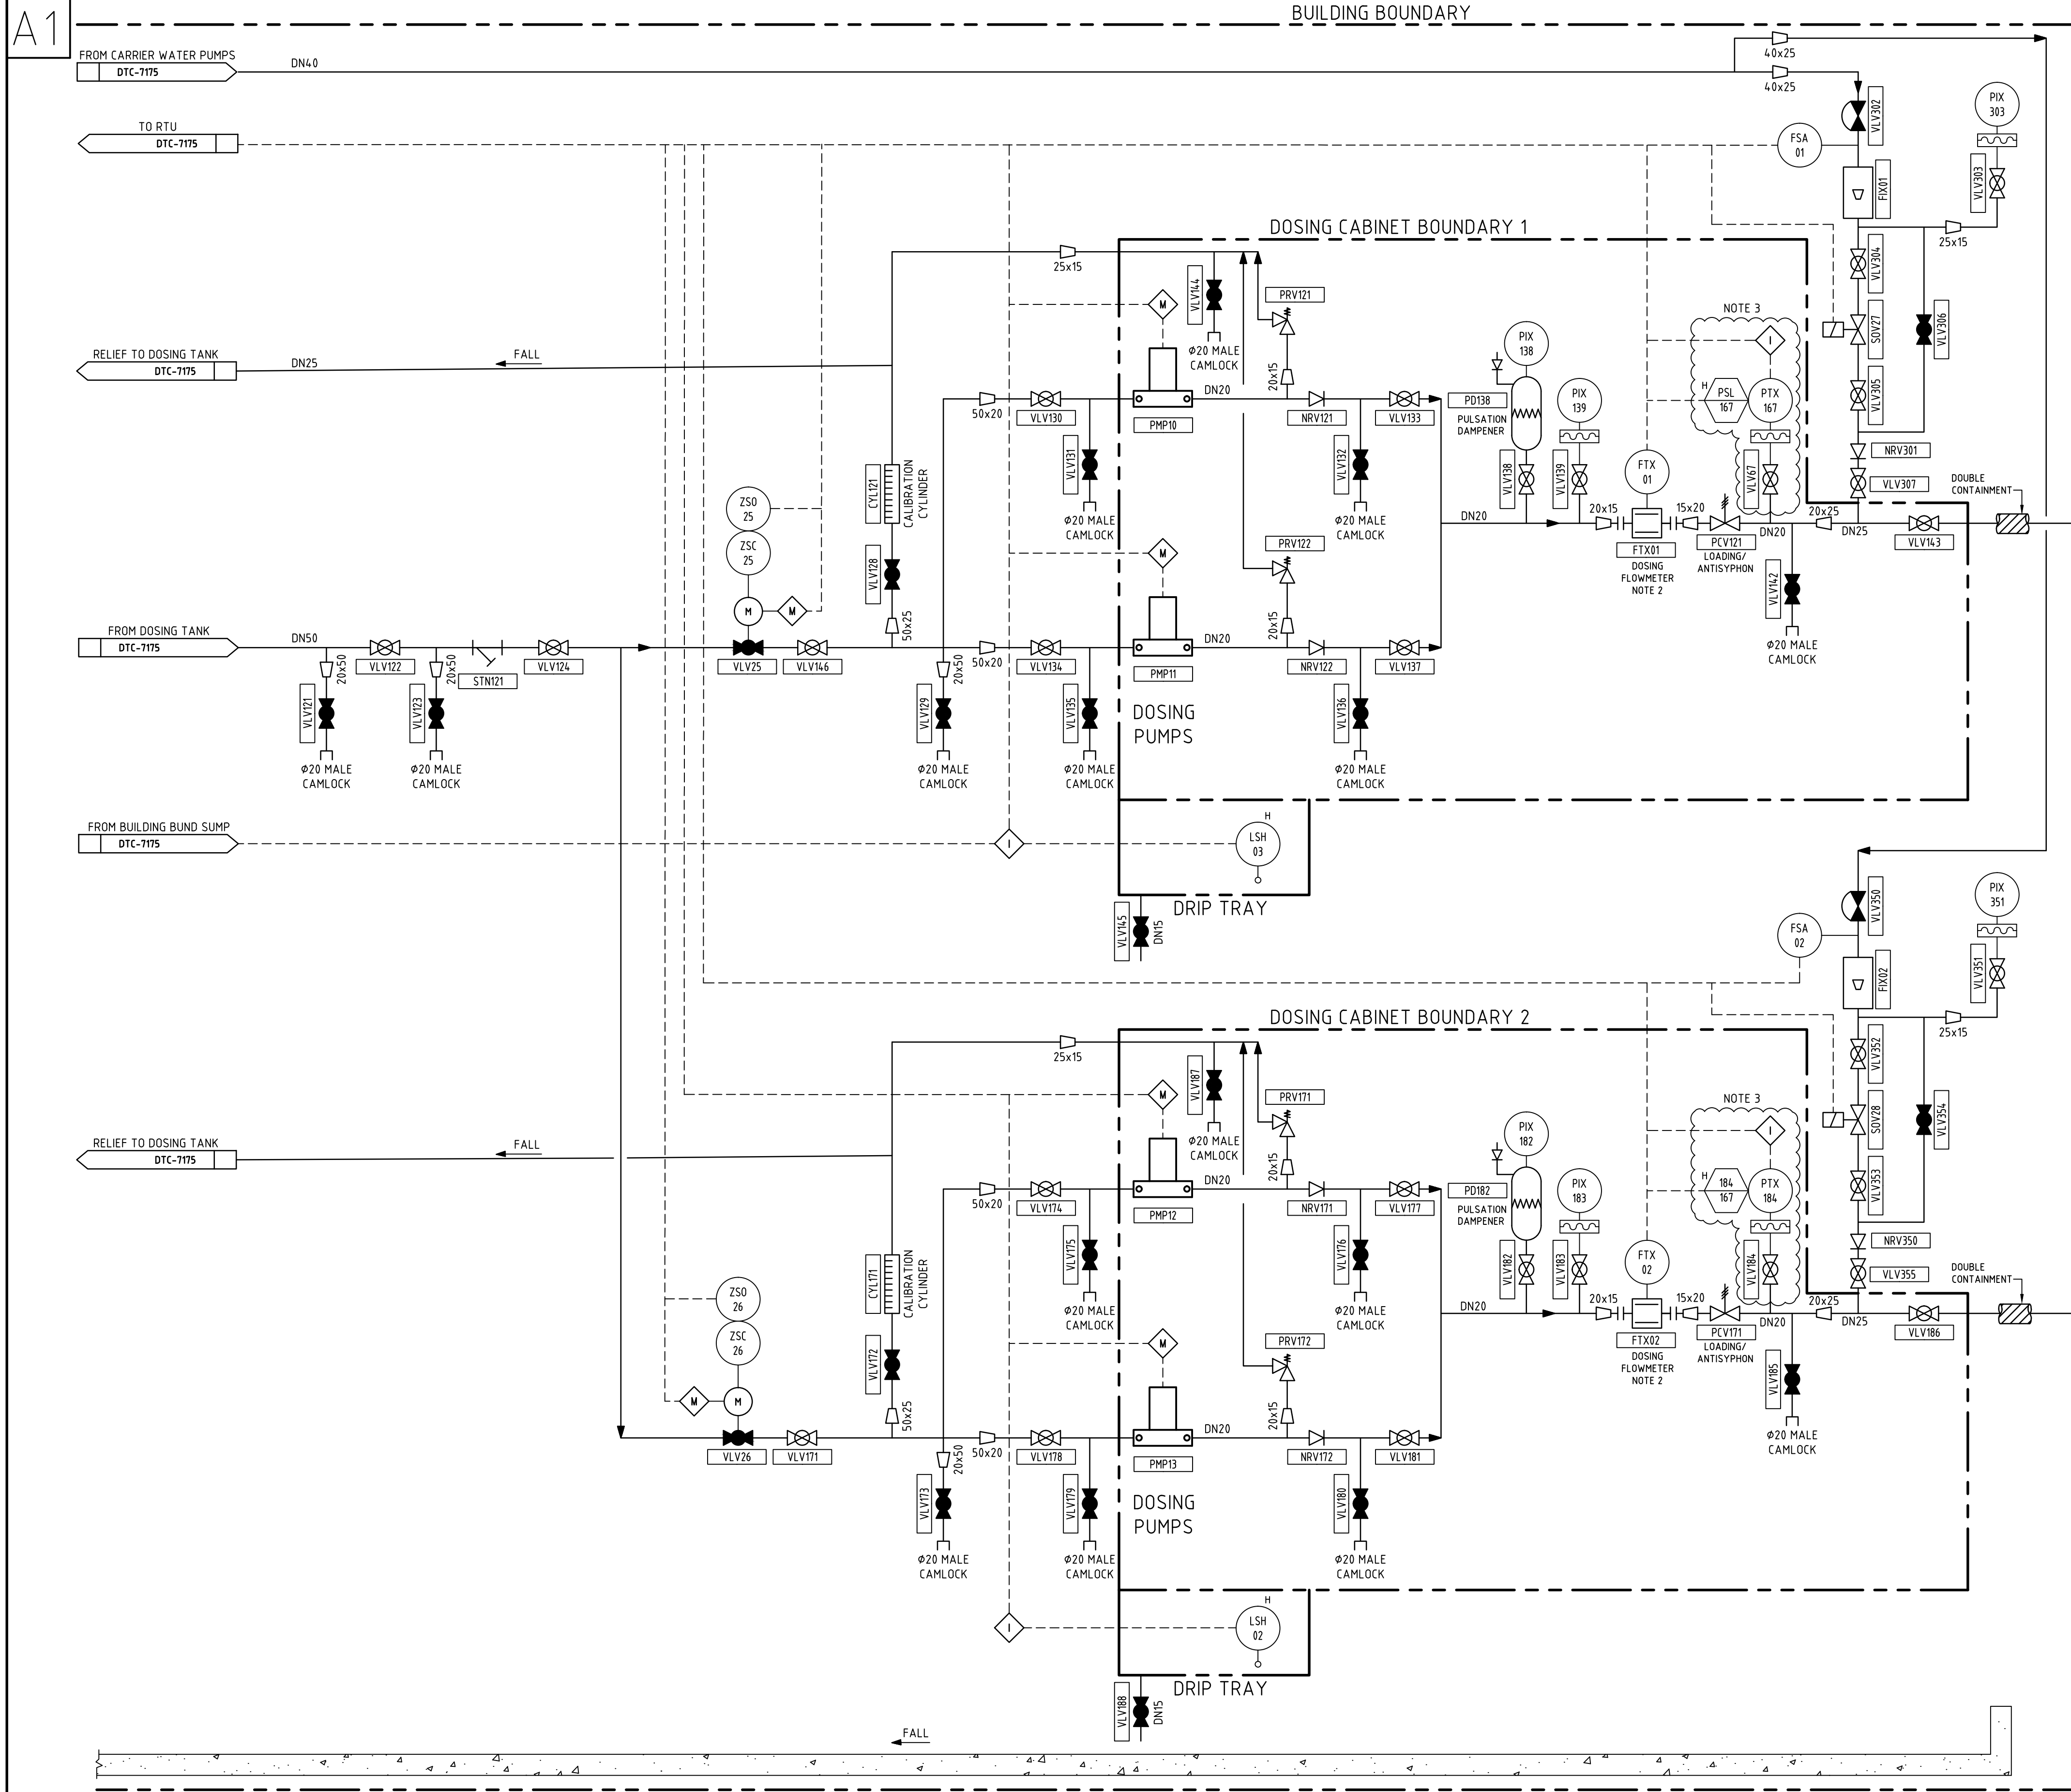 A1
BUILDING BOUNDARY
FROM CARRIER WATER PUMPS
DTC-7175
DN40
40x25
40x25
VLV302
PIX
303
TO RTU
DTC-7175
FSA
01
FIX01
VLV303
25x15
DOSING CABINET BOUNDARY 1
25x15
VLV144
Ø20 MALE
CAMLOCK
PRV121
20x15
NOTE 3
VLV304
SOV27
VLV306
VLV305
RELIEF TO DOSING TANK
DTC-7175
DN25
FALL
M
50x20
VLV130
VLV131
Ø20 MALE
CAMLOCK
PMP10
DN20
NRV121
VLV132
Ø20 MALE
CAMLOCK
VLV133
PIX
138
PD138
PULSATION
DAMPENER
VLV138
PIX
139
VLV139
I
H
PSL
167
PTX
167
VLV67
NRV301
VLV307
DOUBLE
CONTAINMENT
FTX
01
DN20
20x15
15x20
FTX01
DOSING
FLOWMETER
NOTE 2
PCV121
LOADING/
ANTISYPHON
DN20
20x25
DN25
VLV143
VLV142
Ø20 MALE
CAMLOCK
CYL121
CALIBRATION
CYLINDER
VLV128
50x25
ZSO
25
ZSC
25
M
M
M
PRV122
20x15
FROM DOSING TANK
DTC-7175
DN50
20x50
VLV121
Ø20 MALE
CAMLOCK
VLV122
20x50
VLV123
Ø20 MALE
CAMLOCK
STN121
VLV124
VLV25
VLV146
20x50
VLV129
Ø20 MALE
CAMLOCK
50x20
VLV134
VLV135
Ø20 MALE
CAMLOCK
PMP11
DN20
NRV122
VLV137
VLV136
Ø20 MALE
CAMLOCK
DOSING
PUMPS
FROM BUILDING BUND SUMP
DTC-7175
I
H
LSH
03
DRIP TRAY
VLV145
DN15
VLV350
PIX
351
FSA
02
FIX02
VLV351
25x15
DOSING CABINET BOUNDARY 2
25x15
VLV187
Ø20 MALE
CAMLOCK
PRV171
20x15
NOTE 3
VLV352
SOV28
VLV354
VLV353
RELIEF TO DOSING TANK
DTC-7175
FALL
M
50x20
VLV174
VLV175
Ø20 MALE
CAMLOCK
PMP12
DN20
NRV171
VLV176
Ø20 MALE
CAMLOCK
VLV177
PIX
182
PD182
PULSATION
DAMPENER
VLV182
PIX
183
VLV183
I
H
184
167
PTX
184
VLV184
NRV350
VLV355
DOUBLE
CONTAINMENT
FTX
02
DN20
20x15
15x20
FTX02
DOSING
FLOWMETER
NOTE 2
PCV171
LOADING/
ANTISYPHON
DN20
20x25
DN25
VLV186
VLV185
Ø20 MALE
CAMLOCK
CYL171
CALIBRATION
CYLINDER
VLV172
50x25
ZSO
26
ZSC
26
M
M
M
PRV172
20x15
VLV26
VLV171
20x50
VLV173
Ø20 MALE
CAMLOCK
50x20
VLV178
VLV179
Ø20 MALE
CAMLOCK
PMP13
DN20
NRV172
VLV181
VLV180
Ø20 MALE
CAMLOCK
DOSING
PUMPS
I
H
LSH
02
DRIP TRAY
VLV188
DN15
FALL